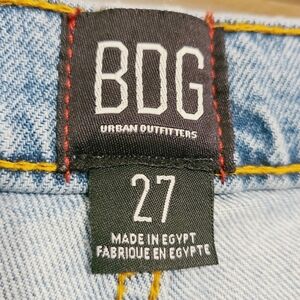 BDG
URBAN OUTFITTERS
27
MADE IN EGYPT
FABRIQUE EN EGYPTE